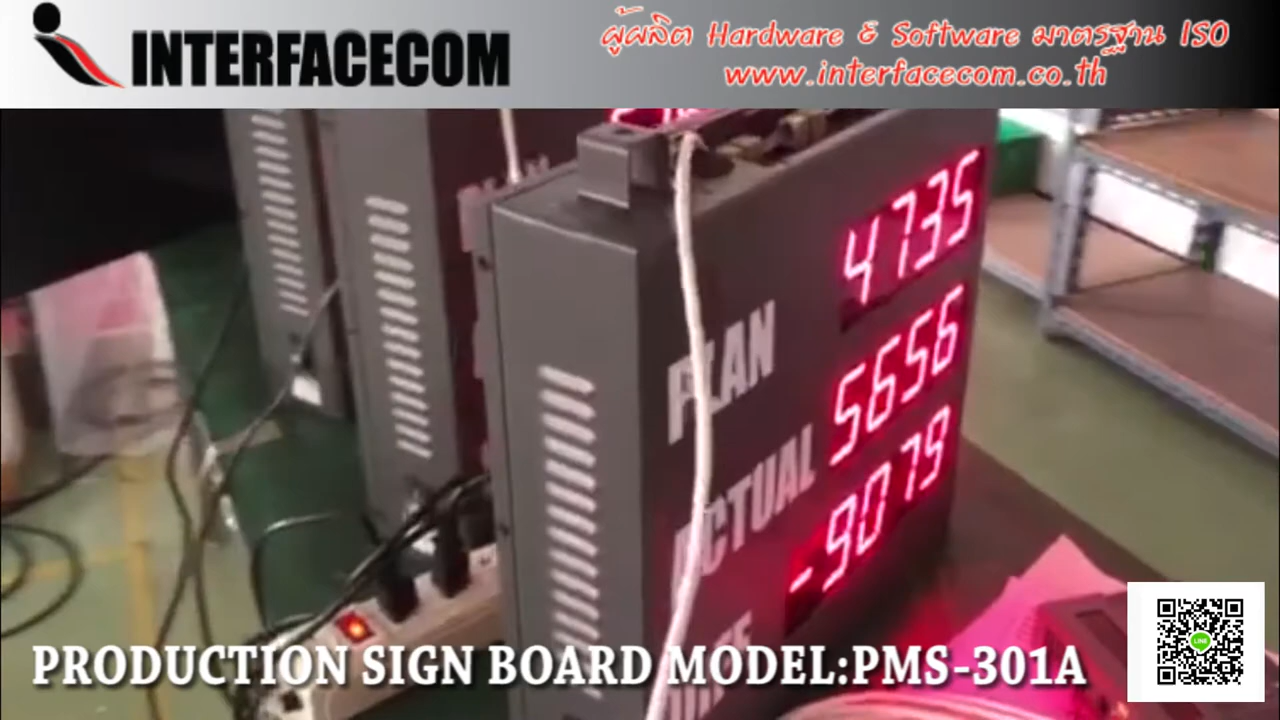 INTERFACECOM
ผู้ผลิต Hardware & Software มาตรฐาน ISO
www.interfacecom.co.th
4735
PLAN
5656
ACTUAL
-9079
PRODUCTION SIGN BOARD MODEL:PMS-301A
LINE